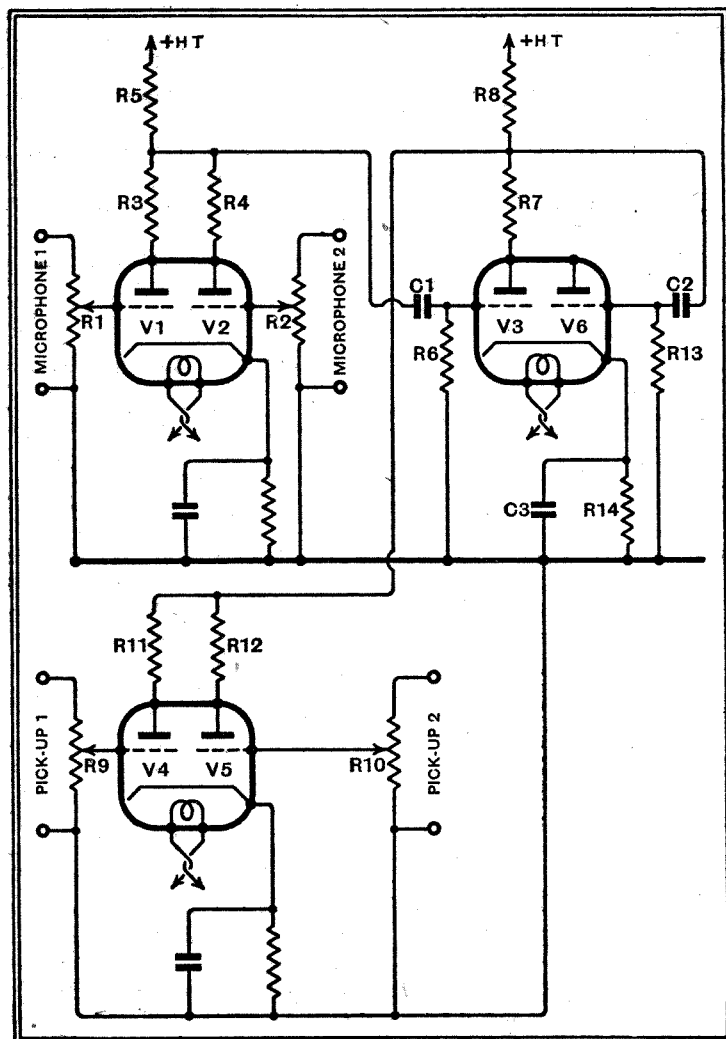 +HT
+HT
R5
R8
R3
R4
R7
MICROPHONE 1
MICROPHONE 2
R1
V1
V2
R2
C1
C2
V3
V6
R6
R13
C3
R14
R11
R12
PICK-UP 1
PICK-UP 2
R9
V4
V5
R10